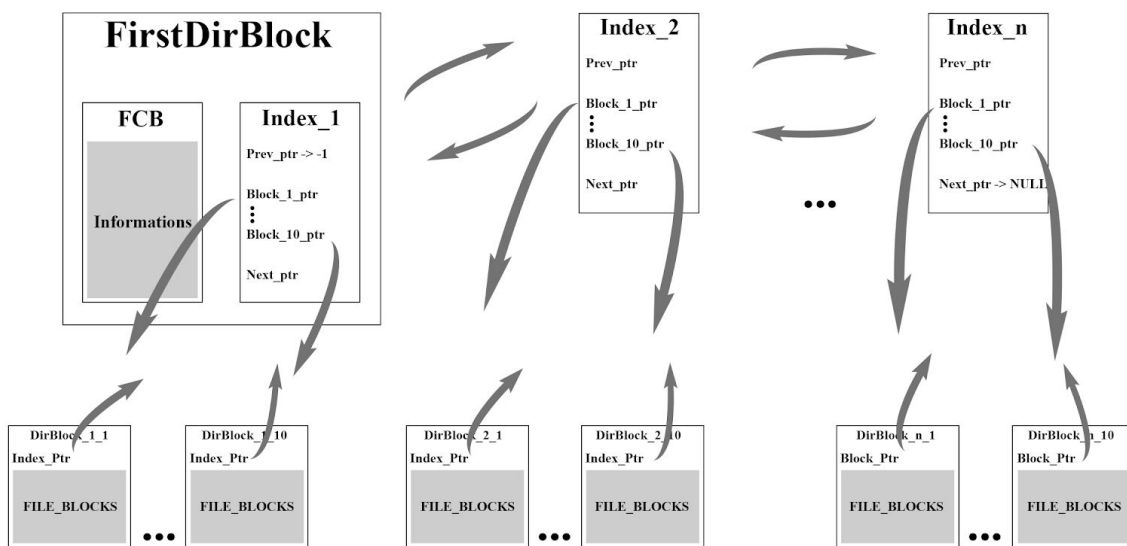 FirstDirBlock
FCB
Informations
Index_1
Prev_ptr -> -1
Block_1_ptr
Block_10_ptr
Next_ptr
Index_2
Prev_ptr
Block_1_ptr
Block_10_ptr
Next_ptr
Index_n
Prev_ptr
Block_1_ptr
Block_10_ptr
Next_ptr -> NULL
DirBlock_1_1
Index_Ptr
FILE_BLOCKS
DirBlock_1_10
Index_Ptr
FILE_BLOCKS
DirBlock_2_1
Index_Ptr
FILE_BLOCKS
DirBlock_2_10
Index_Ptr
FILE_BLOCKS
DirBlock_n_1
Block_Ptr
FILE_BLOCKS
DirBlock_n_10
Block_Ptr
FILE_BLOCKS